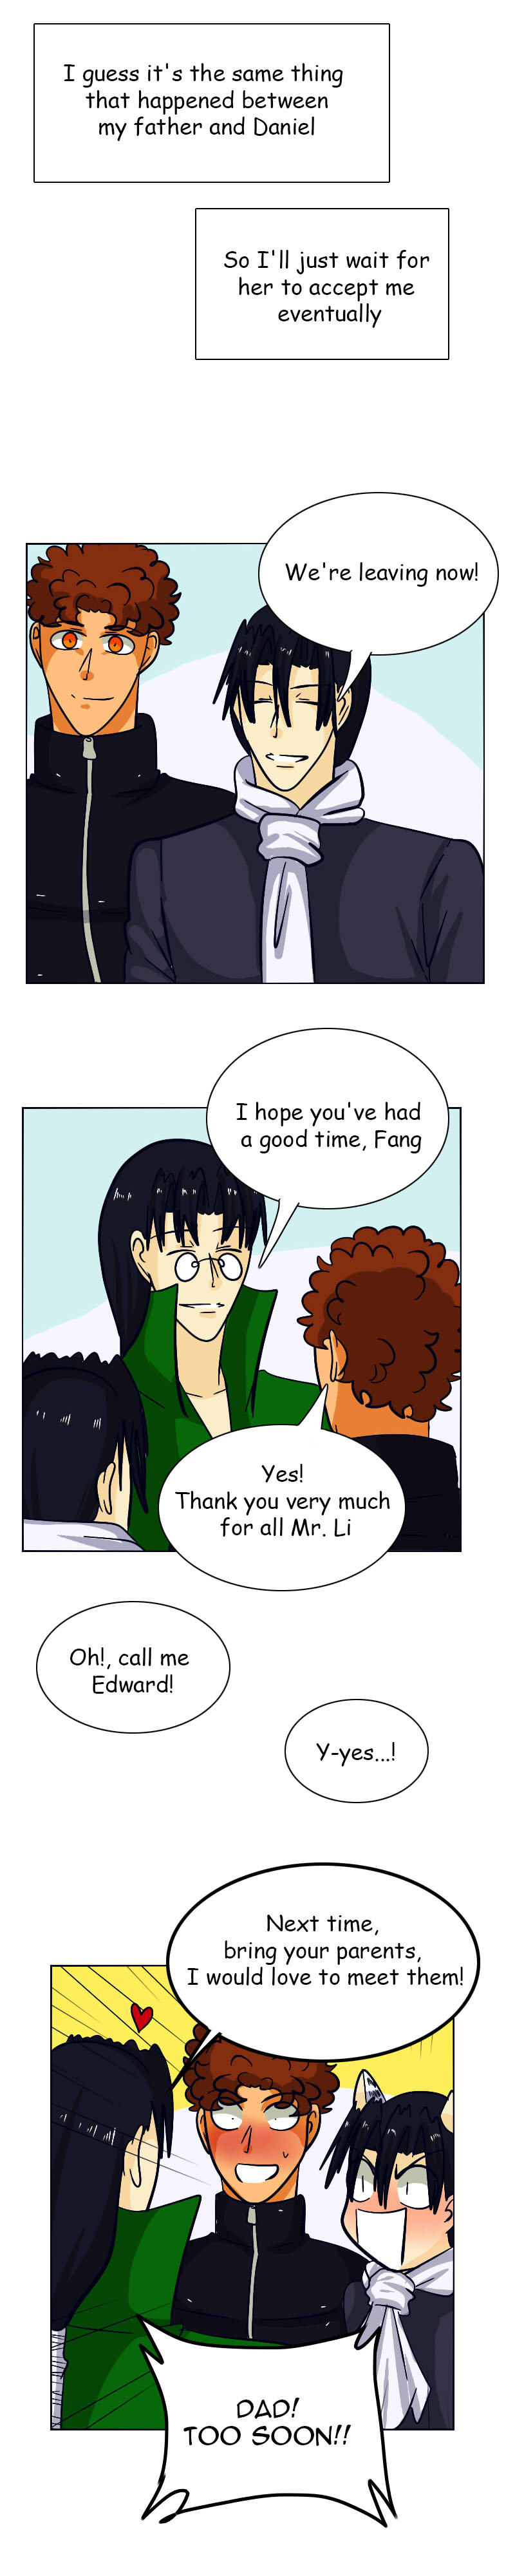 I guess it's the same thing
that happened between
my father and Daniel
So I'll just wait for
her to accept me
eventually
We're leaving now!
I hope you've had
a good time, Fang
Yes!
Thank you very much
for all Mr. Li
Oh!, call me
Edward!
Y-yes...!
Next time,
bring your parents,
I would love to meet them!
DAD!
TOO SOON!!